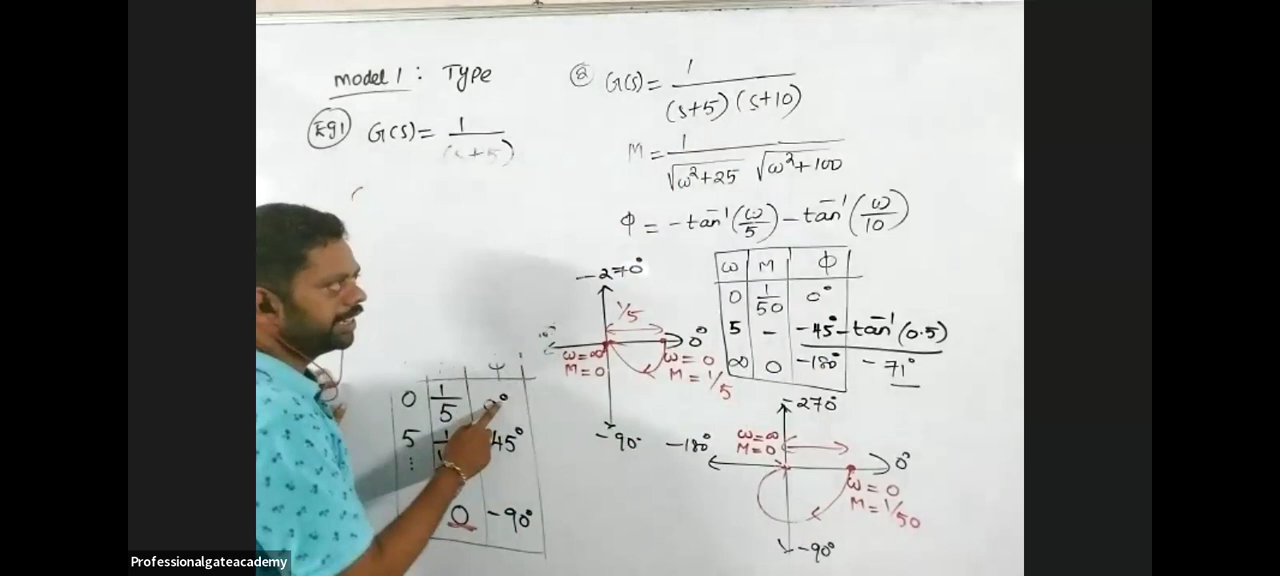 Model 1 : Type
Eg1 G(s) = 1/(s+5)
0 1/5 0°
5 45°
⋮
0 -90°
② G(s) = 1/(s+5)(s+10)
M = 1/√ω²+25 √ω²+100
Φ = -tan⁻¹(ω/5) - tan⁻¹(ω/10)
ω M Φ
0 1/50 0°
5 - -45° - tan⁻¹(0.5)
∞ 0 -180° - 71°
-270°
1/5
0°
ω=∞ ω=0
M=0 M=1/5
-90°
-270°
-180° ω=∞
M=0 0°
ω=0
M=1/50
-90°
Professionalgateacademy